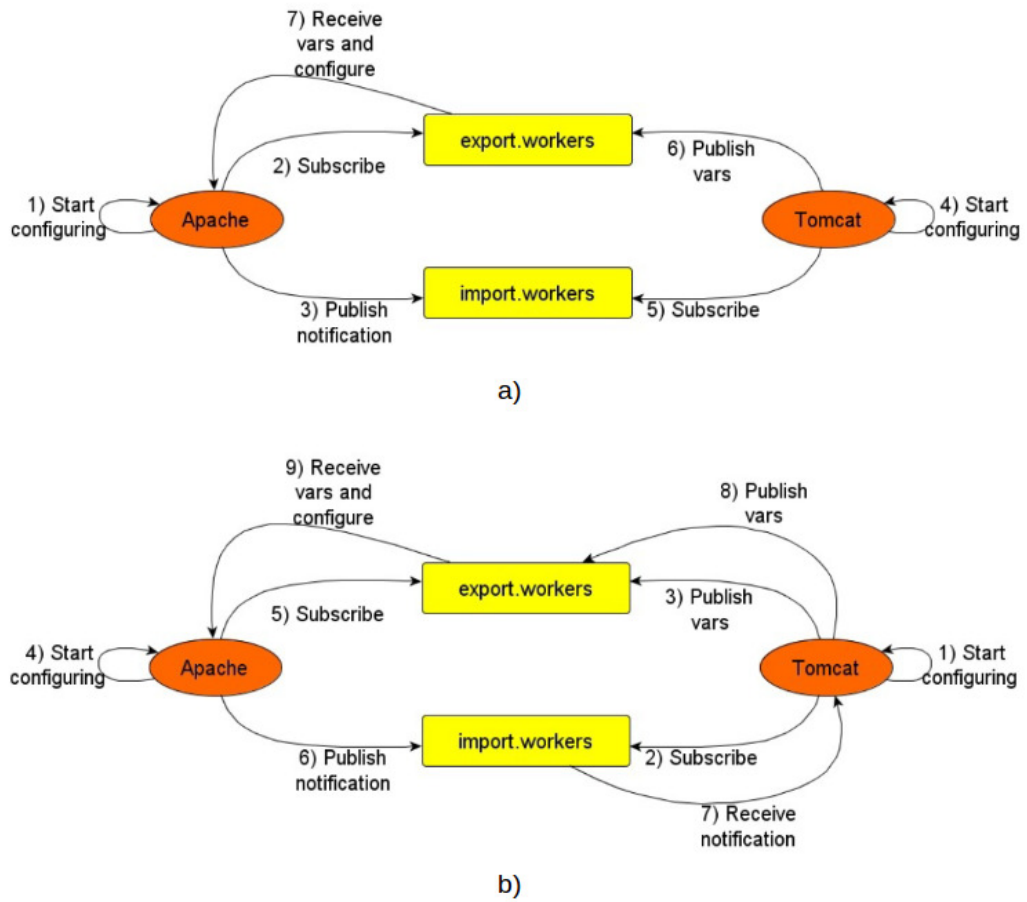 7) Receive
vars and
configure
export.workers
2) Subscribe
6) Publish
vars
1) Start
configuring
Apache
Tomcat
4) Start
configuring
import.workers
3) Publish
notification
5) Subscribe
a)
9) Receive
vars and
configure
8) Publish
vars
export.workers
5) Subscribe
3) Publish
vars
4) Start
configuring
Apache
Tomcat
1) Start
configuring
import.workers
6) Publish
notification
2) Subscribe
7) Receive
notification
b)